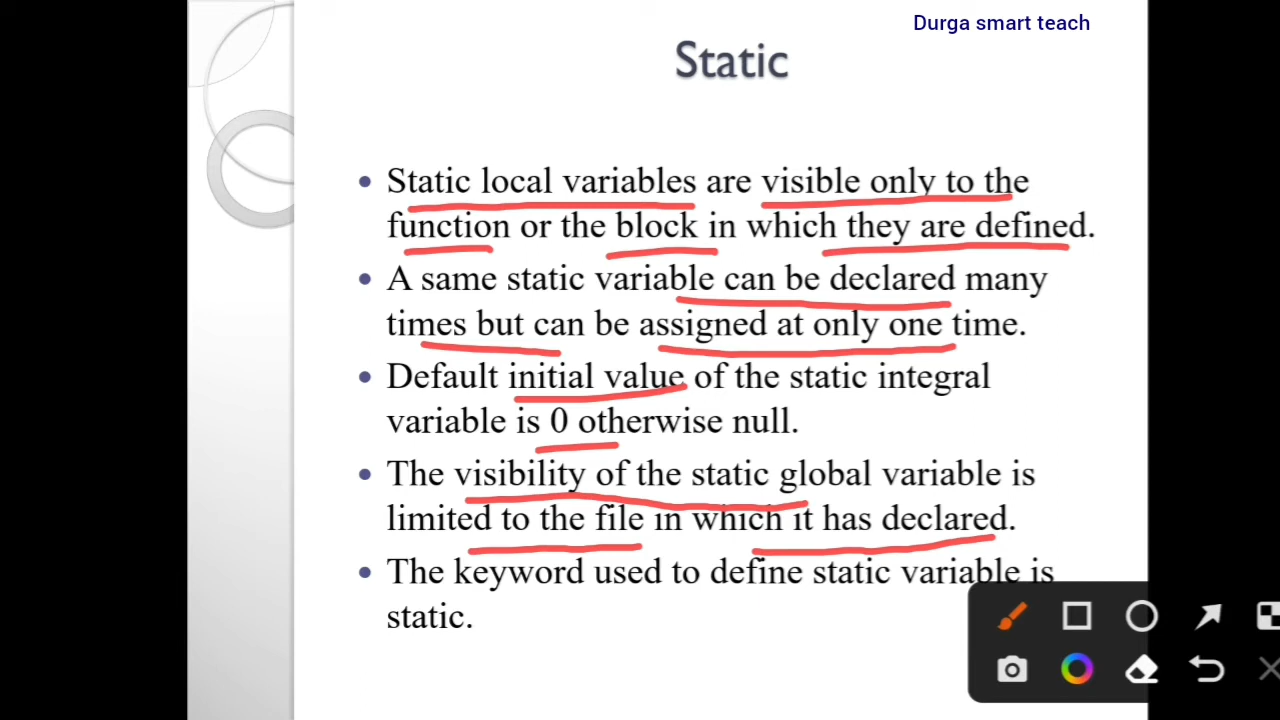 Durga smart teach
Static
• Static local variables are visible only to the
function or the block in which they are defined.
• A same static variable can be declared many
times but can be assigned at only one time.
• Default initial value of the static integral
variable is 0 otherwise null.
• The visibility of the static global variable is
limited to the file in which it has declared.
• The keyword used to define static variable is
static.